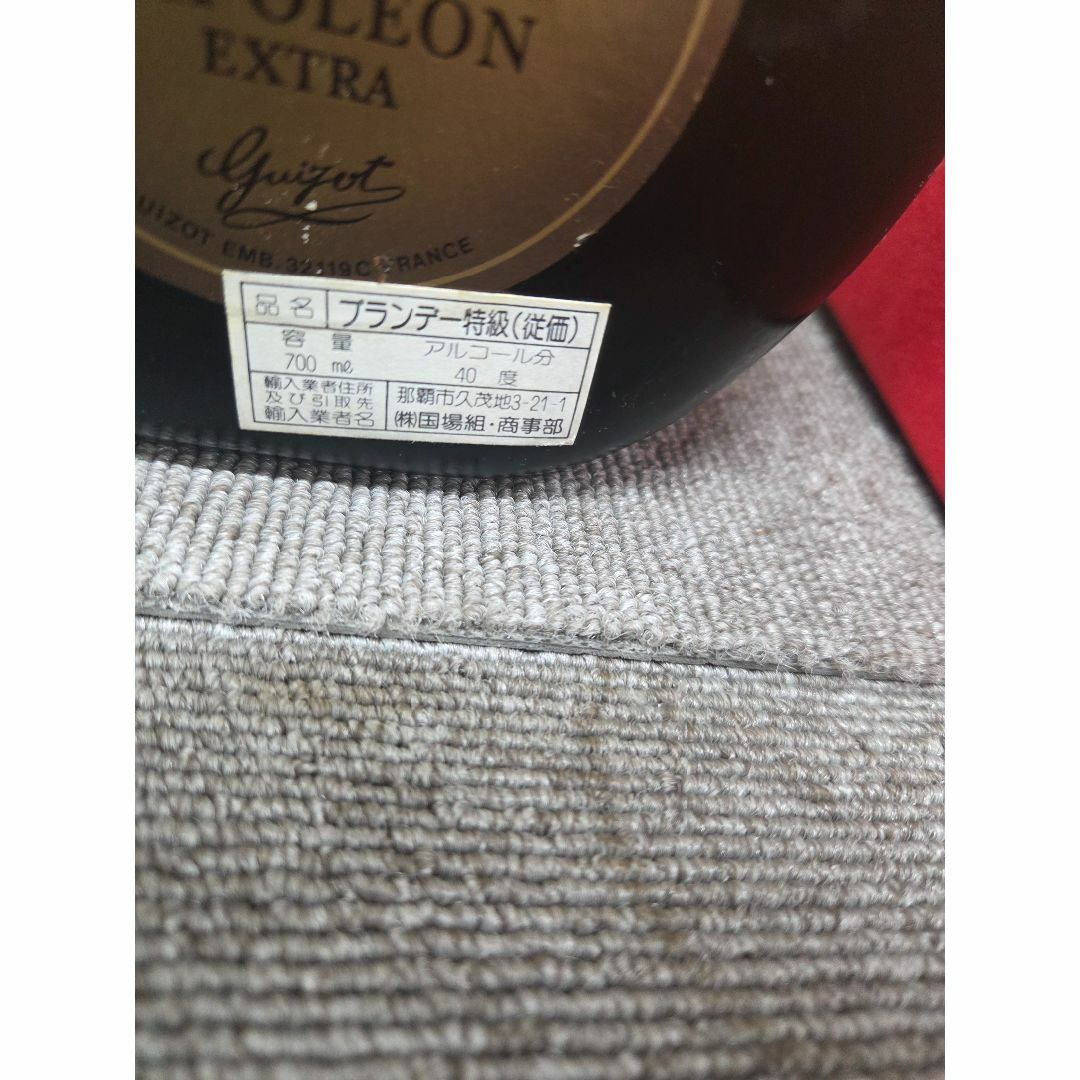 POLEON
EXTRA
Guizot
UIZOT EMB. 32119C FRANCE
品名 ブランデー特級(従価)
容量 アルコール分
700 ml 40 度
輸入業者住所 那覇市久茂地3-21-1
及び引取先
輸入業者名 ㈱国場組・商事部